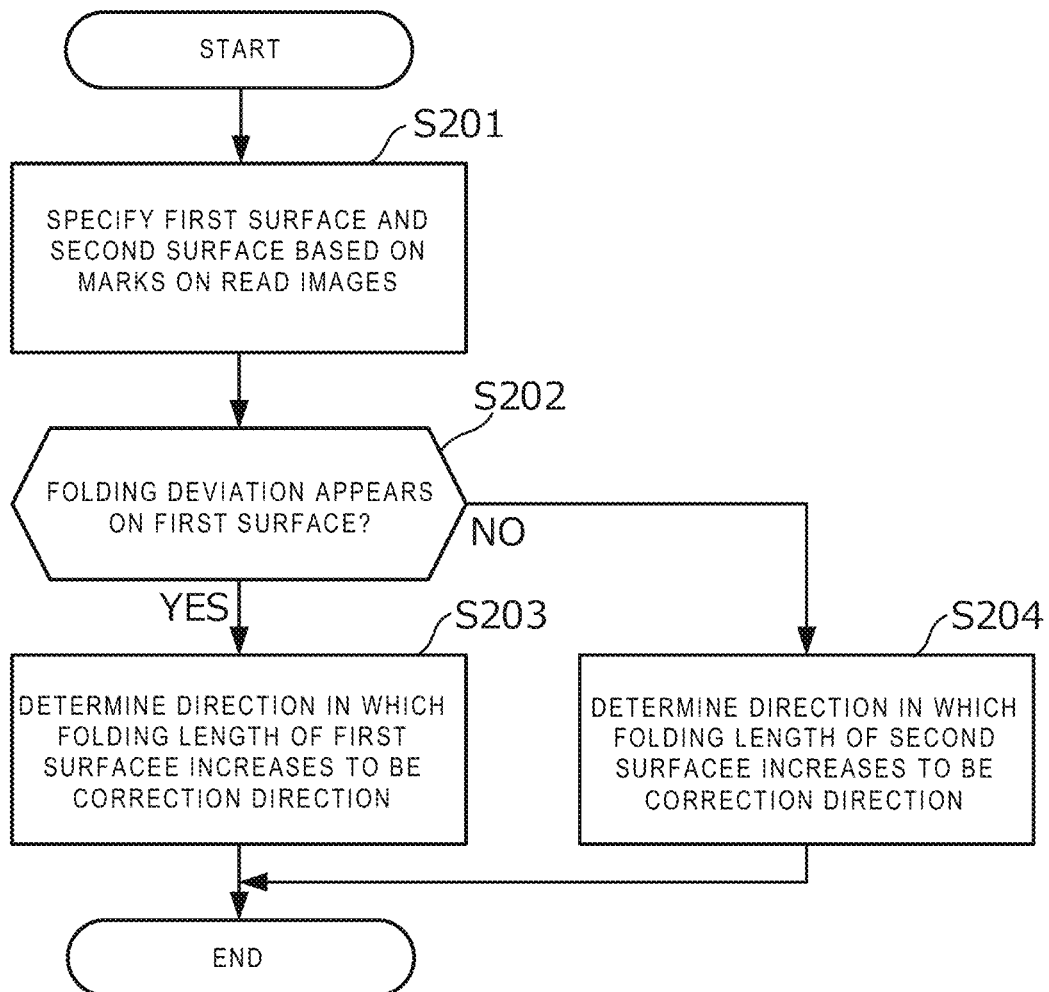 START
S201
SPECIFY FIRST SURFACE AND
SECOND SURFACE BASED ON
MARKS ON READ IMAGES
S202
FOLDING DEVIATION APPEARS
ON FIRST SURFACE?
NO
YES
S203
DETERMINE DIRECTION IN WHICH
FOLDING LENGTH OF FIRST
SURFACEE INCREASES TO BE
CORRECTION DIRECTION
S204
DETERMINE DIRECTION IN WHICH
FOLDING LENGTH OF SECOND
SURFACEE INCREASES TO BE
CORRECTION DIRECTION
END